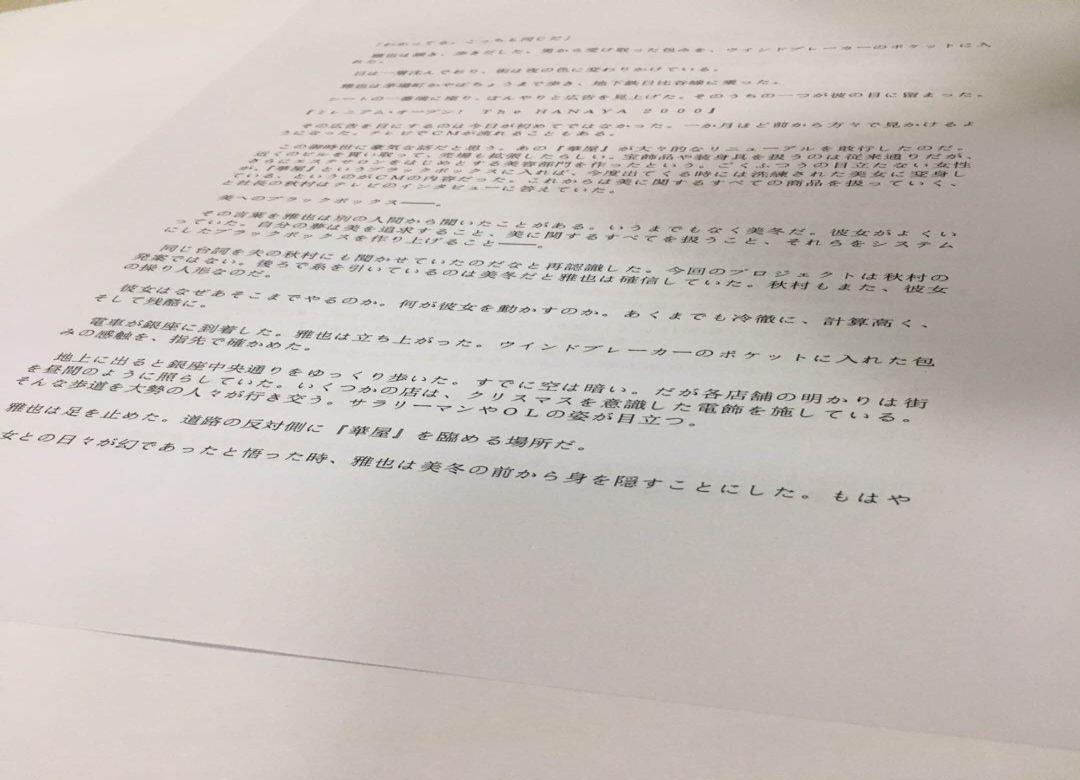 「わかってる。こっちも同じだ」
雅也は頷き、歩きだした。男から受け取った包みを、ウインドブレーカーのポケットに入
れた。
日は一層沈んでおり、街は夜の色に変わりかけている。
雅也は茅場町かやばちょうまで歩き、地下鉄日比谷線に乗った。
シートの一番端に座り、ぼんやりと広告を見上げた。そのうちの一つが彼の目に留まった。
『ミレニアム・オープン！ The HANAYA 2000』
その広告を目にするのは今日が初めてではなかった。一か月ほど前から方々で見かけるよ
うになった。テレビでCMが流れることもある。
この御時世に豪気な話だと思う。あの『華屋』が大々的なリニューアルを敢行したのだ。
近くのビルを買い取って、売場も拡張したらしい。宝飾品や装身具を扱うのは従来通りだが、
さらにエステサロンをはじめとする美容部門を作ったという。ごくふつうの目立たない女性
が、『華屋』というブラックボックスに入れば、今度出てくる時には洗練された美女に変身し
ている、というのがCMの内容だった。これからは美に関するすべての商品を扱っていく、
と社長の秋村はテレビのインタビューに答えていた。
美へのブラックボックス――。
その言葉を雅也は別の人間から聞いたことがある。いうまでもなく美冬だ。彼女がよくい
っていた。自分の夢は美を追求すること、美に関するすべてを扱うこと、それらをシステム
にしたブラックボックスを作り上げること――。
同じ台詞を夫の秋村にも聞かせていたのだなと再認識した。今回のプロジェクトは秋村の
発案ではない。後ろで糸を引いているのは美冬だと雅也は確信していた。秋村もまた、彼女
の操り人形なのだ。
彼女はなぜあそこまでやるのか。何が彼女を動かすのか。あくまでも冷徹に、計算高く、
そして残酷に。
電車が銀座に到着した。雅也は立ち上がった。ウインドブレーカーのポケットに入れた包
みの感触を、指先で確かめた。
地上に出ると銀座中央通りをゆっくり歩いた。すでに空は暗い。だが各店舗の明かりは街
を昼間のように照らしていた。いくつかの店は、クリスマスを意識した電飾を施している。
そんな歩道を大勢の人々が行き交う。サラリーマンやOLの姿が目立つ。
雅也は足を止めた。道路の反対側に『華屋』を臨める場所だ。
女との日々が幻であったと悟った時、雅也は美冬の前から身を隠すことにした。もはや